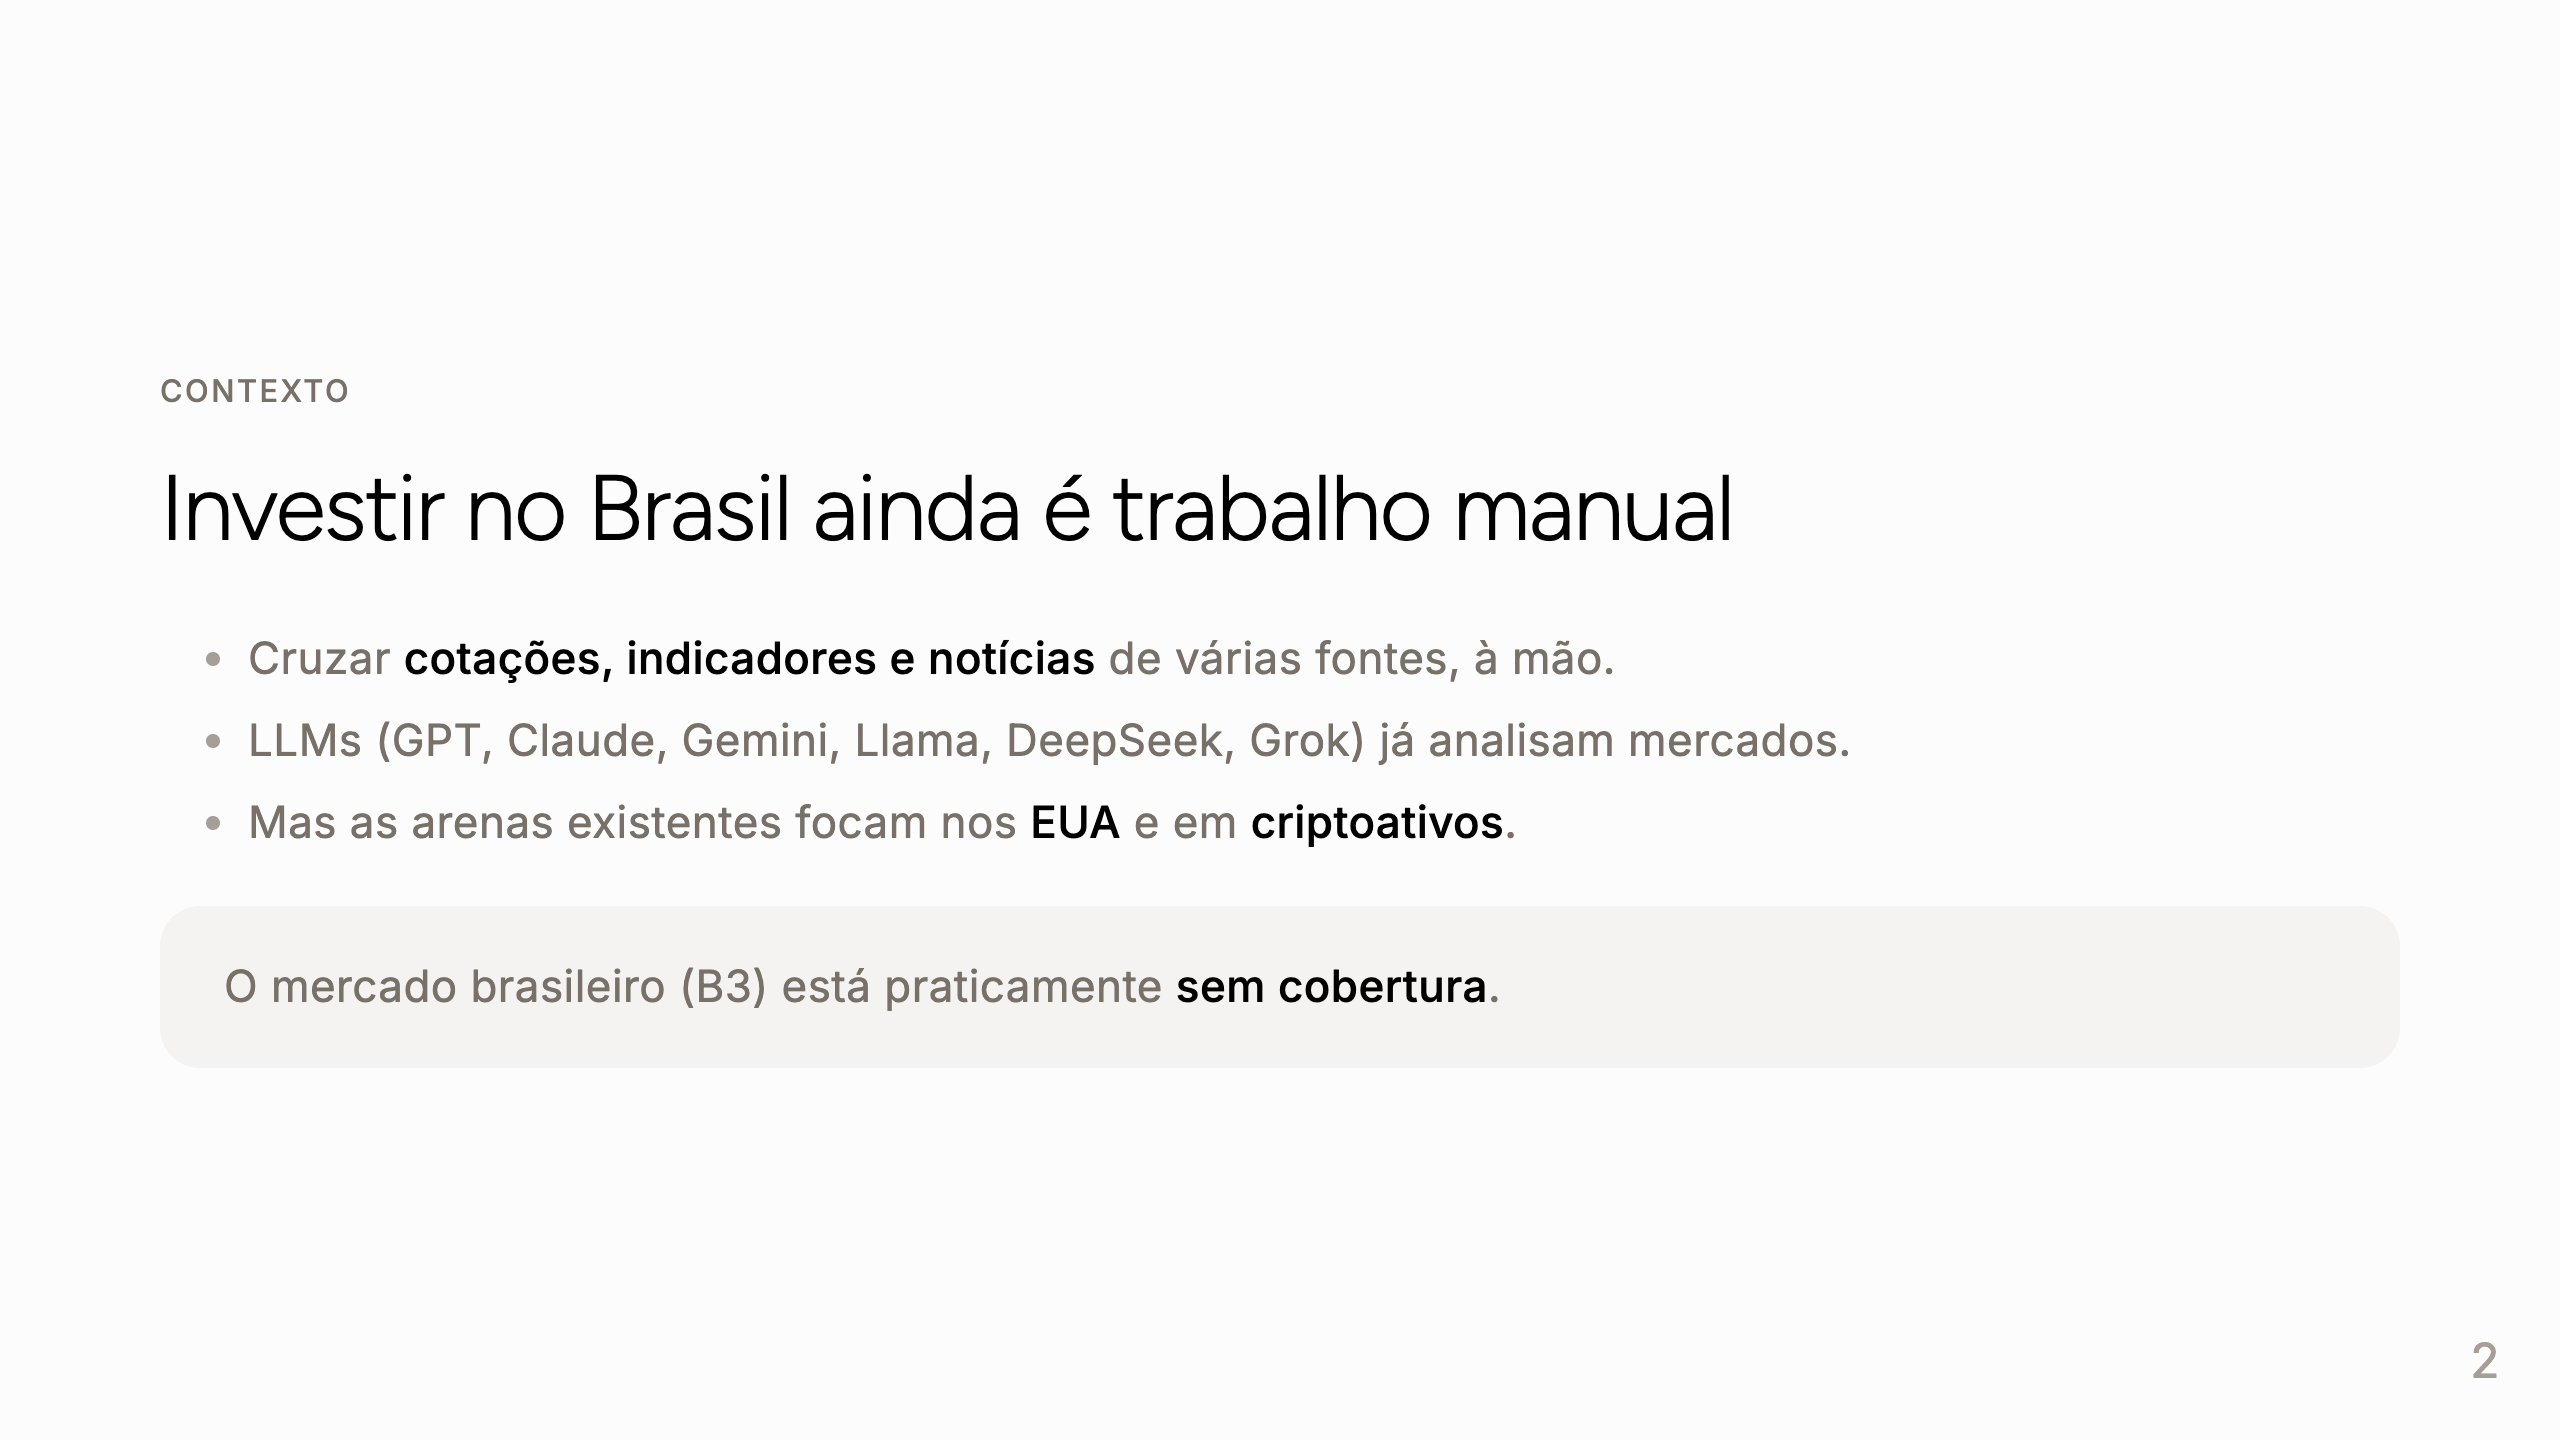 CONTEXTO
Investir no Brasil ainda é trabalho manual
• Cruzar cotações, indicadores e notícias de várias fontes, à mão.
• LLMs (GPT, Claude, Gemini, Llama, DeepSeek, Grok) já analisam mercados.
• Mas as arenas existentes focam nos EUA e em criptoativos.
O mercado brasileiro (B3) está praticamente sem cobertura.
2